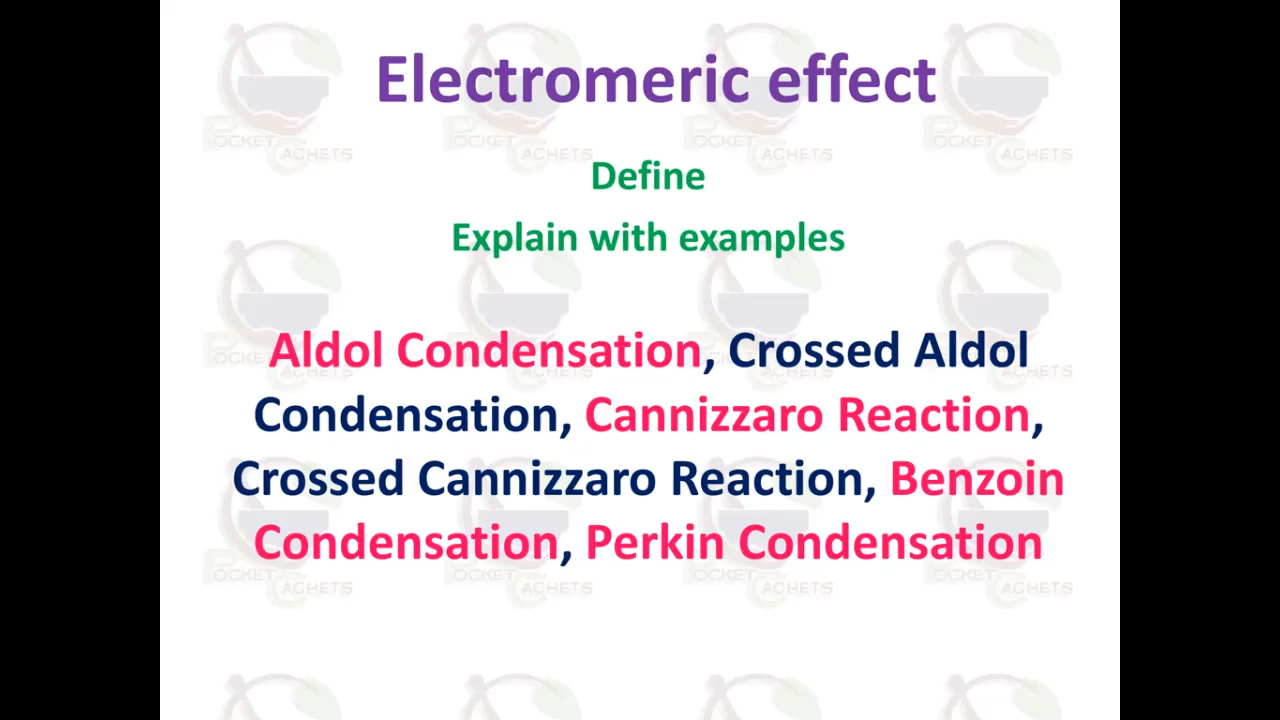 Electromeric effect
Define
Explain with examples
Aldol Condensation, Crossed Aldol
Condensation, Cannizzaro Reaction,
Crossed Cannizzaro Reaction, Benzoin
Condensation, Perkin Condensation